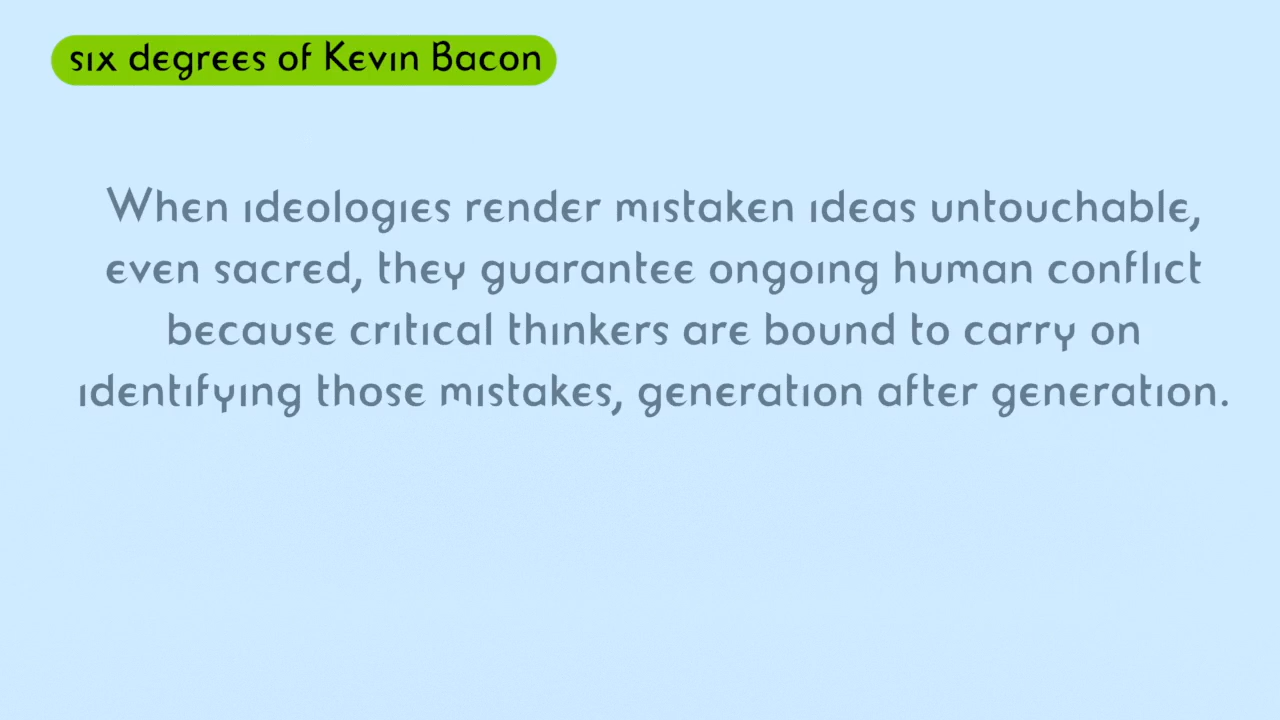 six degrees of Kevin Bacon
When ideologies render mistaken ideas untouchable,
even sacred, they guarantee ongoing human conflict
because critical thinkers are bound to carry on
identifying those mistakes, generation after generation.